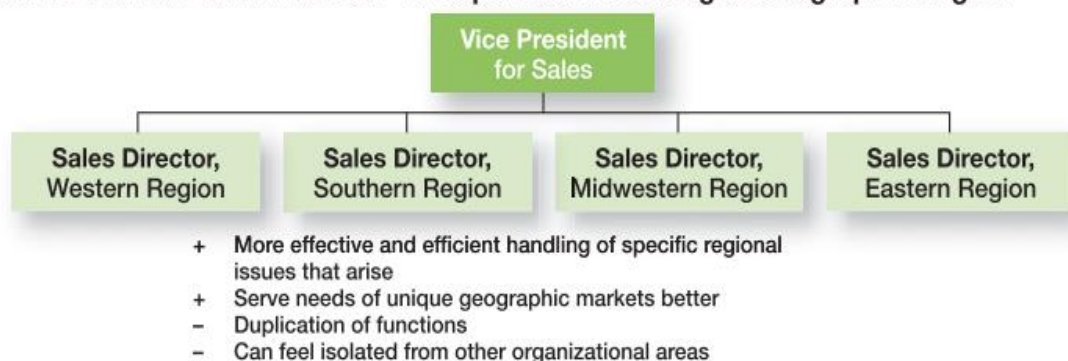 Vice President
for Sales
Sales Director,
Western Region
Sales Director,
Southern Region
Sales Director,
Midwestern Region
Sales Director,
Eastern Region
+ More effective and efficient handling of specific regional
issues that arise
+ Serve needs of unique geographic markets better
– Duplication of functions
– Can feel isolated from other organizational areas